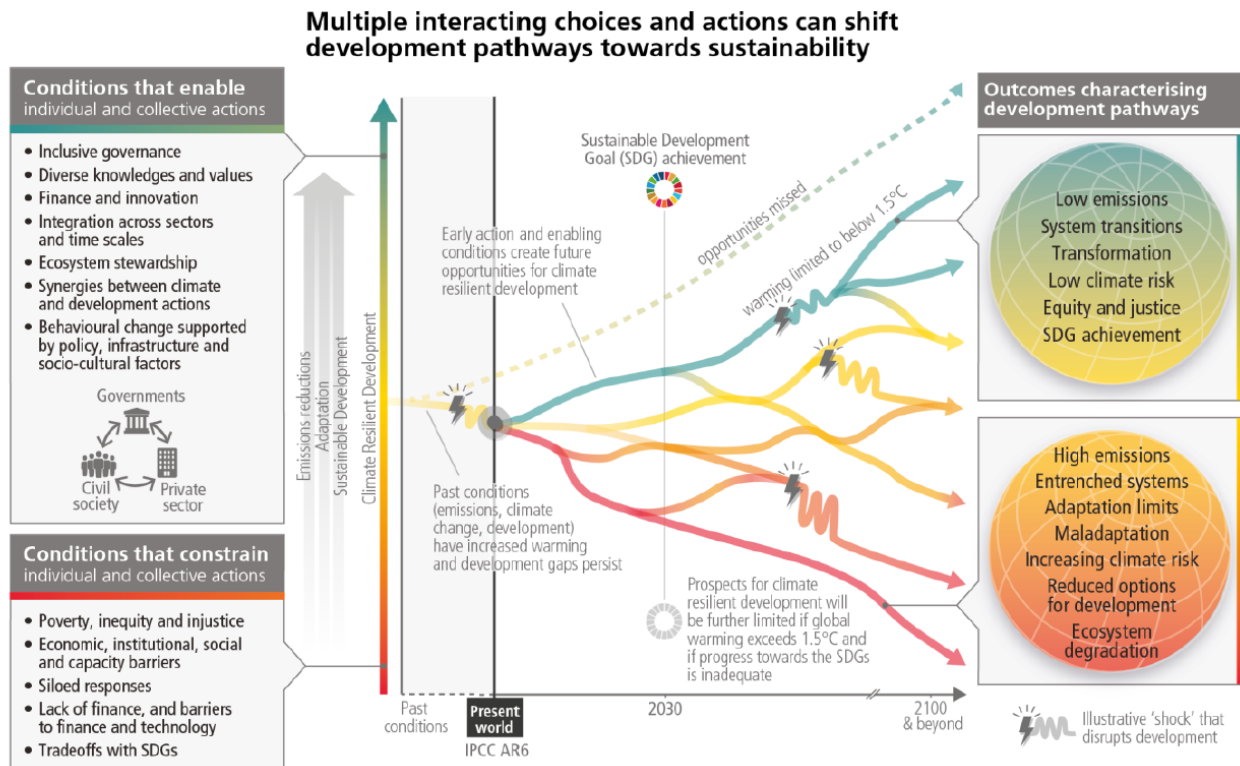 Multiple interacting choices and actions can shift
development pathways towards sustainability
Conditions that enable
individual and collective actions
• Inclusive governance
• Diverse knowledges and values
• Finance and innovation
• Integration across sectors
and time scales
• Ecosystem stewardship
• Synergies between climate
and development actions
• Behavioural change supported
by policy, infrastructure and
socio-cultural factors
Governments
Civil
society
Private
sector
Conditions that constrain
individual and collective actions
• Poverty, inequity and injustice
• Economic, institutional, social
and capacity barriers
• Siloed responses
• Lack of finance, and barriers
to finance and technology
• Tradeoffs with SDGs
Emissions reductions
Adaptation
Sustainable Development
Climate Resilient Development
Sustainable Development
Goal (SDG) achievement
Early action and enabling
conditions create future
opportunities for climate
resilient development
opportunities missed
warming limited to below 1.5°C
Past conditions
(emissions, climate
change, development)
have increased warming
and development gaps persist
Prospects for climate
resilient development will
be further limited if global
warming exceeds 1.5°C and
if progress towards the SDGs
is inadequate
Past
conditions
Present
world
IPCC AR6
2030
2100
& beyond
Outcomes characterising
development pathways
Low emissions
System transitions
Transformation
Low climate risk
Equity and justice
SDG achievement
High emissions
Entrenched systems
Adaptation limits
Maladaptation
Increasing climate risk
Reduced options
for development
Ecosystem
degradation
Illustrative 'shock' that
disrupts development